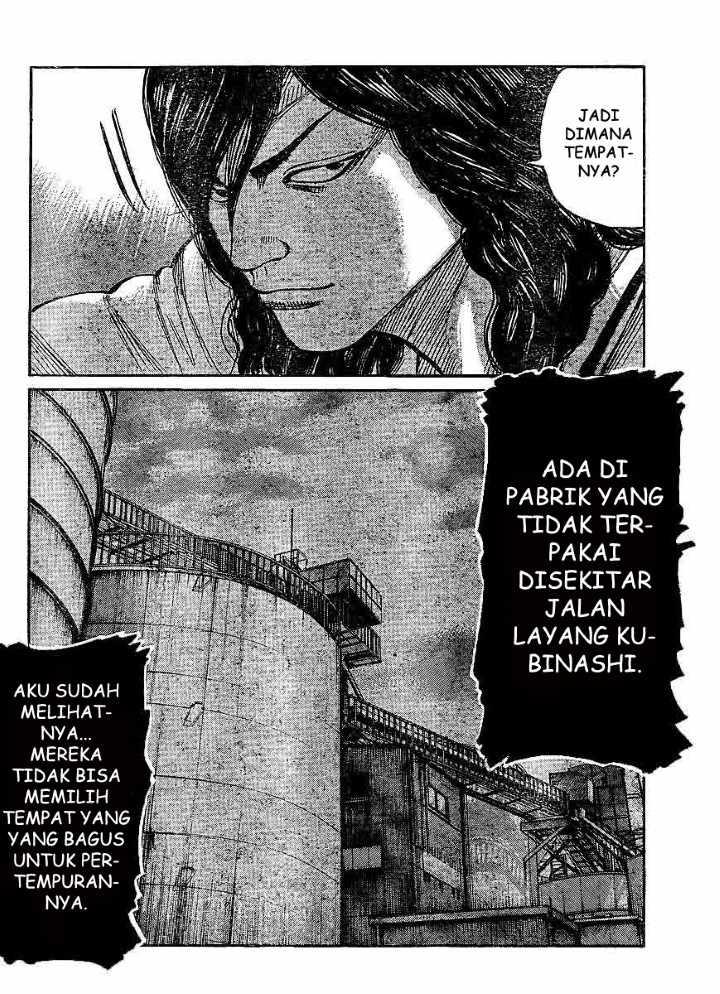 JADI
DIMANA
TEMPAT-
NYA?
ADA DI
PABRIK YANG
TIDAK TER-
PAKAI
DISEKITAR
JALAN
LAYANG KU-
BINASHI.
AKU SUDAH
MELIHAT-
NYA...
MEREKA
TIDAK BISA
MEMILIH
TEMPAT YANG
YANG BAGUS
UNTUK PER-
TEMPURAN-
NYA.